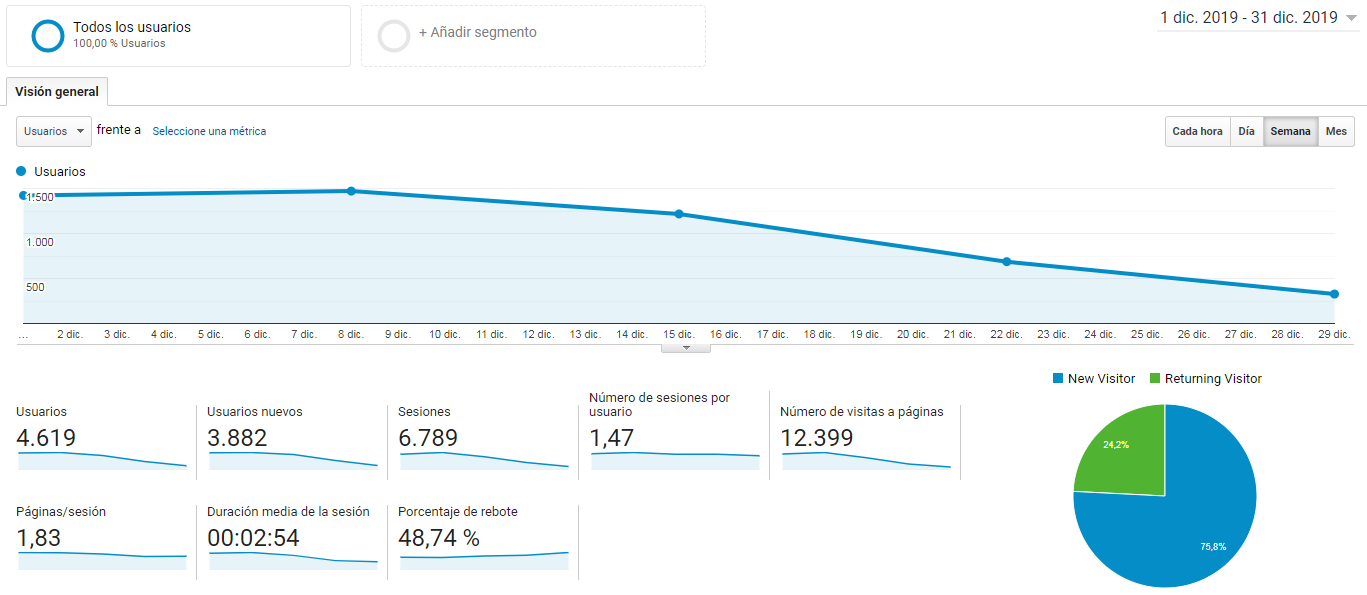 Todos los usuarios
100,00 % Usuarios
+ Añadir segmento
1 dic. 2019 - 31 dic. 2019
Visión general
Usuarios
frente a
Seleccione una métrica
Cada hora
Día
Semana
Mes
Usuarios
1.500
1.000
500
... 2 dic. 3 dic. 4 dic. 5 dic. 6 dic. 7 dic. 8 dic. 9 dic. 10 dic. 11 dic. 12 dic. 13 dic. 14 dic. 15 dic. 16 dic. 17 dic. 18 dic. 19 dic. 20 dic. 21 dic. 22 dic. 23 dic. 24 dic. 25 dic. 26 dic. 27 dic. 28 dic. 29 dic.
New Visitor
Returning Visitor
Usuarios
4.619
Usuarios nuevos
3.882
Sesiones
6.789
Número de sesiones por
usuario
1,47
Número de visitas a páginas
12.399
Páginas/sesión
1,83
Duración media de la sesión
00:02:54
Porcentaje de rebote
48,74 %
24,2%
75,8%